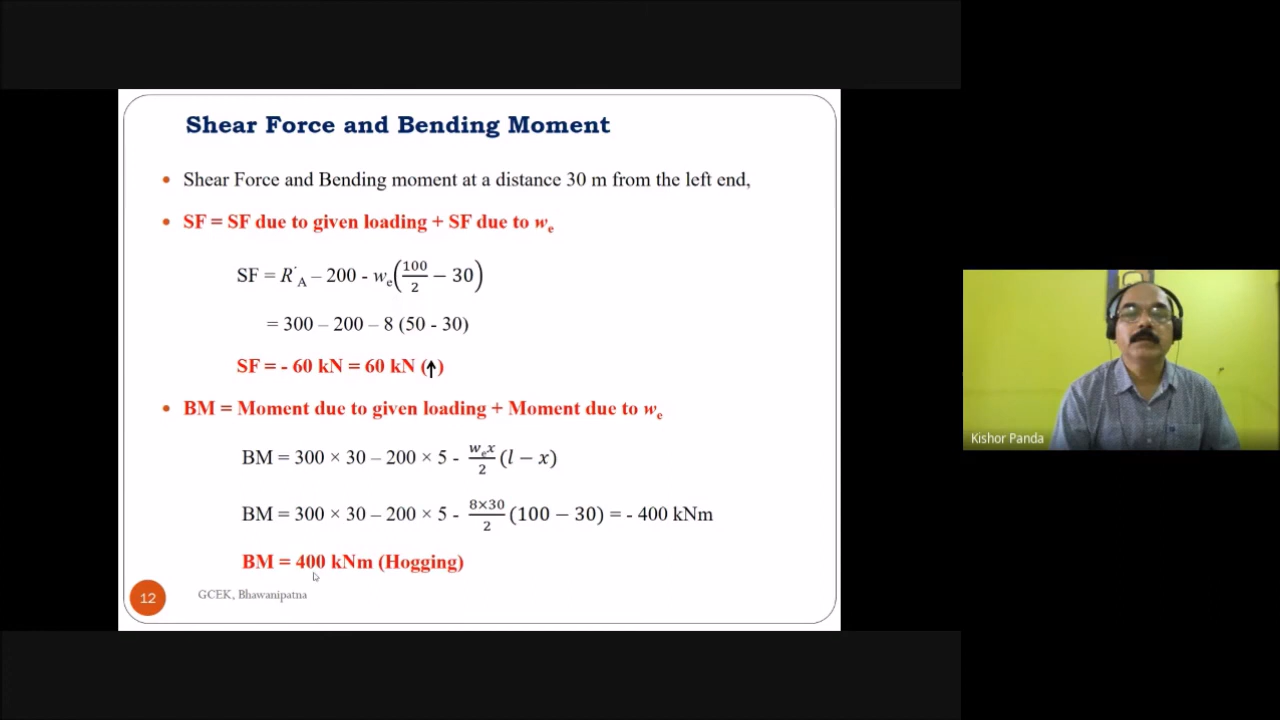 Shear Force and Bending Moment
• Shear Force and Bending moment at a distance 30 m from the left end,
• SF = SF due to given loading + SF due to wₑ
SF = R˙A – 200 - wₑ(100/2 − 30)
= 300 – 200 – 8 (50 - 30)
SF = - 60 kN = 60 kN (↑)
• BM = Moment due to given loading + Moment due to wₑ
BM = 300 × 30 – 200 × 5 - wₑx/2 (l − x)
BM = 300 × 30 – 200 × 5 - 8×30/2 (100 − 30) = - 400 kNm
BM = 400 kNm (Hogging)
12
GCEK, Bhawanipatna
Kishor Panda